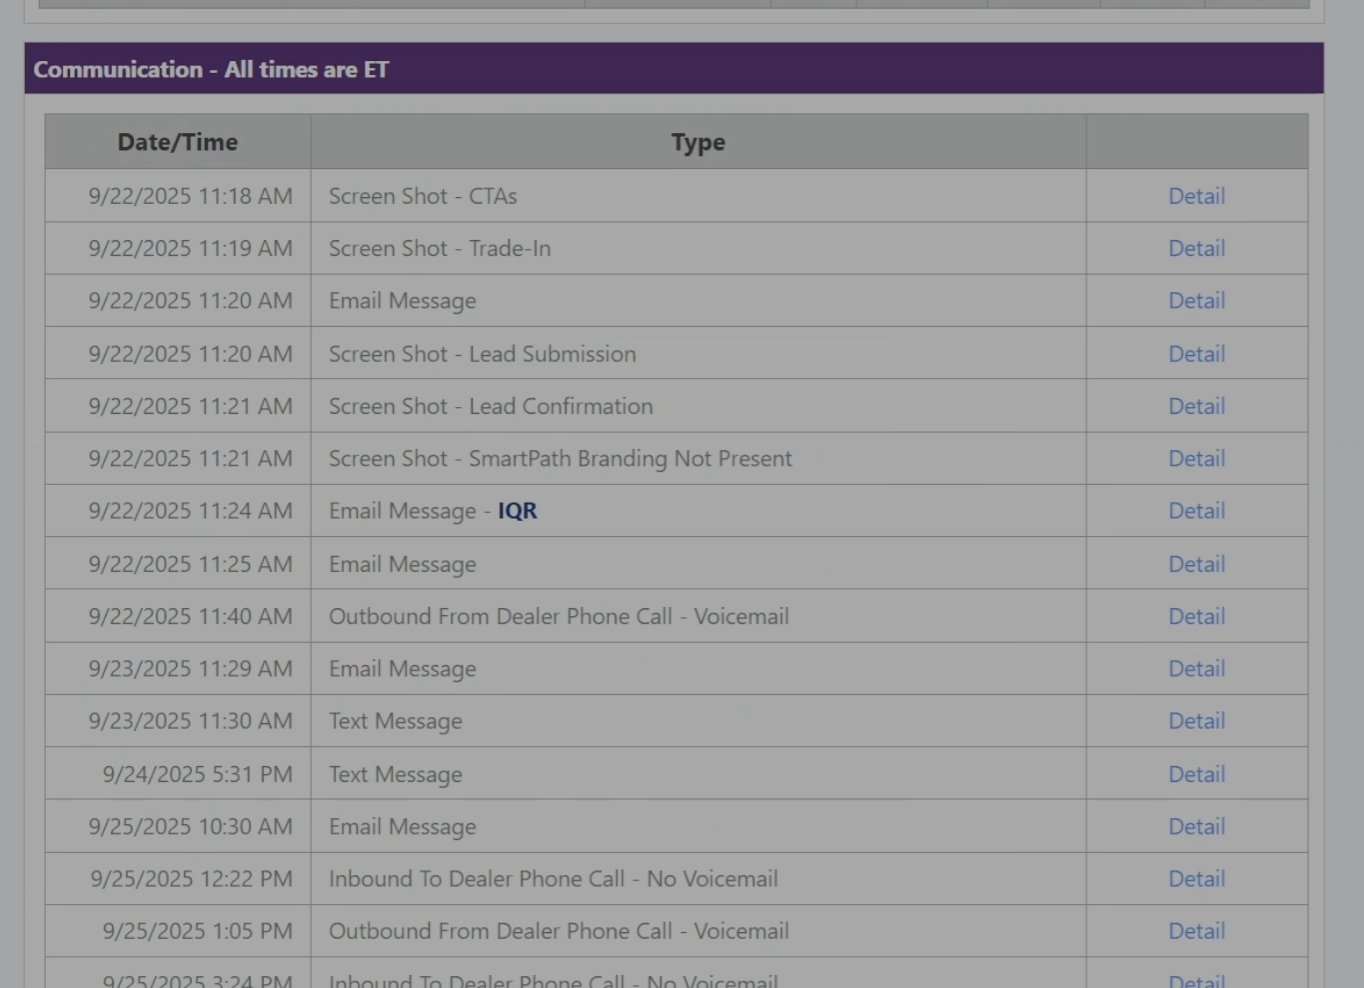 Communication - All times are ET
Date/Time Type
9/22/2025 11:18 AM Screen Shot - CTAs Detail
9/22/2025 11:19 AM Screen Shot - Trade-In Detail
9/22/2025 11:20 AM Email Message Detail
9/22/2025 11:20 AM Screen Shot - Lead Submission Detail
9/22/2025 11:21 AM Screen Shot - Lead Confirmation Detail
9/22/2025 11:21 AM Screen Shot - SmartPath Branding Not Present Detail
9/22/2025 11:24 AM Email Message - IQR Detail
9/22/2025 11:25 AM Email Message Detail
9/22/2025 11:40 AM Outbound From Dealer Phone Call - Voicemail Detail
9/23/2025 11:29 AM Email Message Detail
9/23/2025 11:30 AM Text Message Detail
9/24/2025 5:31 PM Text Message Detail
9/25/2025 10:30 AM Email Message Detail
9/25/2025 12:22 PM Inbound To Dealer Phone Call - No Voicemail Detail
9/25/2025 1:05 PM Outbound From Dealer Phone Call - Voicemail Detail
9/25/2025 3:24 PM Inbound To Dealer Phone Call - No Voicemail Detail